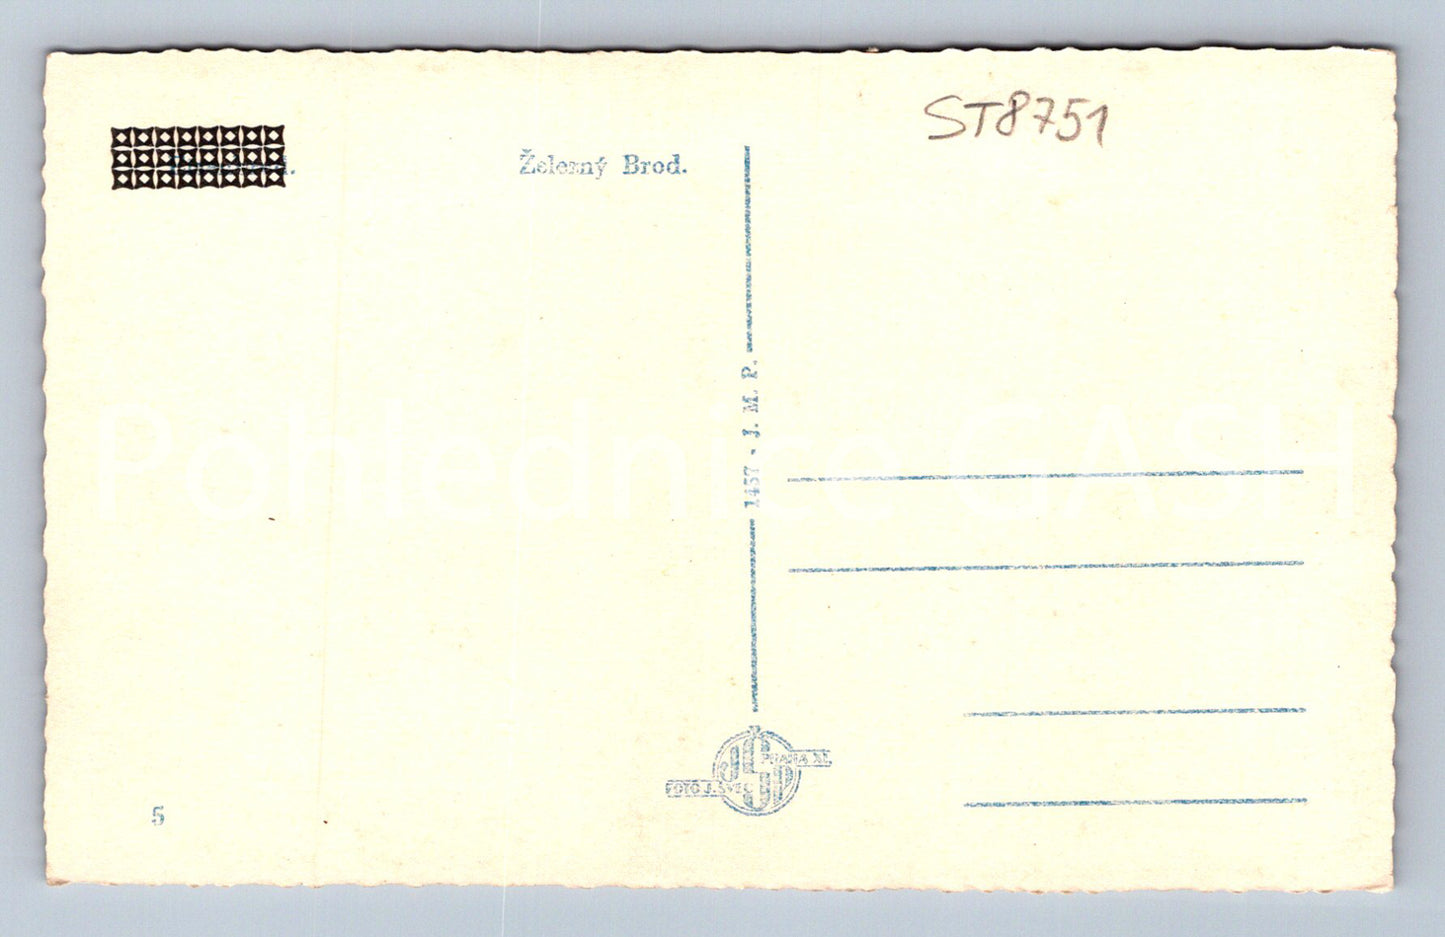 ST8751
Železný Brod.
1457 - J. M. P.
Pohlednice GASH
PRAHA XI.
FOTO J. ŠVEC
5